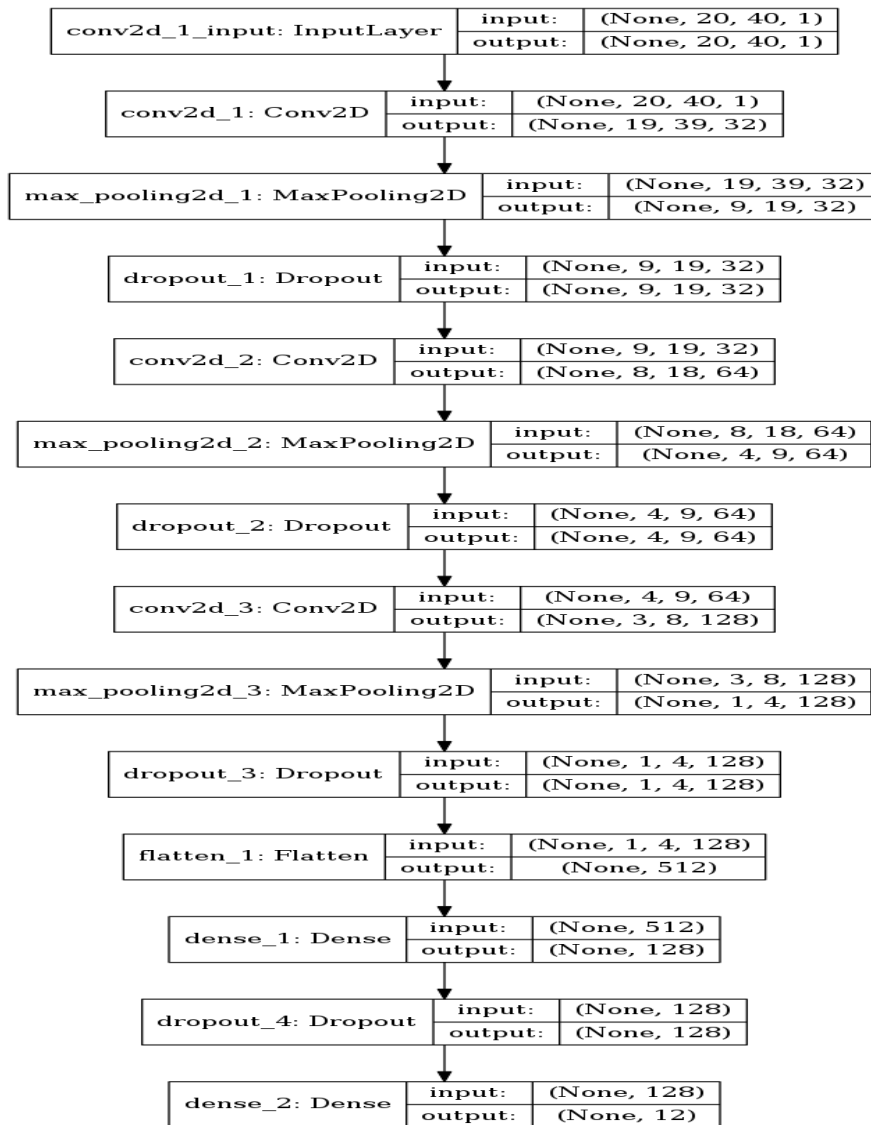 conv2d_1_input: InputLayer
input: (None, 20, 40, 1)
output: (None, 20, 40, 1)
conv2d_1: Conv2D
input: (None, 20, 40, 1)
output: (None, 19, 39, 32)
max_pooling2d_1: MaxPooling2D
input: (None, 19, 39, 32)
output: (None, 9, 19, 32)
dropout_1: Dropout
input: (None, 9, 19, 32)
output: (None, 9, 19, 32)
conv2d_2: Conv2D
input: (None, 9, 19, 32)
output: (None, 8, 18, 64)
max_pooling2d_2: MaxPooling2D
input: (None, 8, 18, 64)
output: (None, 4, 9, 64)
dropout_2: Dropout
input: (None, 4, 9, 64)
output: (None, 4, 9, 64)
conv2d_3: Conv2D
input: (None, 4, 9, 64)
output: (None, 3, 8, 128)
max_pooling2d_3: MaxPooling2D
input: (None, 3, 8, 128)
output: (None, 1, 4, 128)
dropout_3: Dropout
input: (None, 1, 4, 128)
output: (None, 1, 4, 128)
flatten_1: Flatten
input: (None, 1, 4, 128)
output: (None, 512)
dense_1: Dense
input: (None, 512)
output: (None, 128)
dropout_4: Dropout
input: (None, 128)
output: (None, 128)
dense_2: Dense
input: (None, 128)
output: (None, 12)